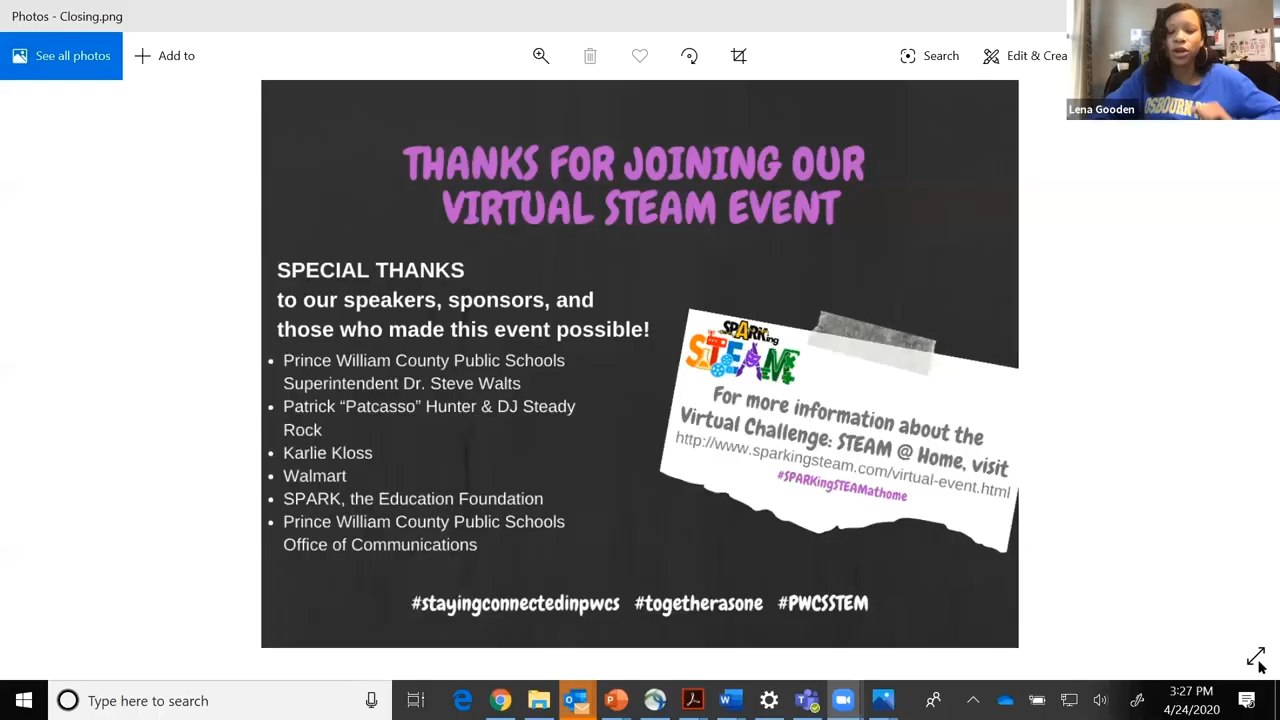 Photos - Closing.png
See all photos
Add to
Search
Edit & Crea
Lena Gooden
OSBOURN
THANKS FOR JOINING OUR
VIRTUAL STEAM EVENT
SPECIAL THANKS
to our speakers, sponsors, and
those who made this event possible!
• Prince William County Public Schools
Superintendent Dr. Steve Walts
• Patrick “Patcasso” Hunter & DJ Steady
Rock
• Karlie Kloss
• Walmart
• SPARK, the Education Foundation
• Prince William County Public Schools
Office of Communications
SPARKing
STEAM
For more information about the
Virtual Challenge: STEAM @ Home, visit
http://www.sparkingsteam.com/virtual-event.html
#SPARKingSTEAMathome
#stayingconnectedinpwcs #togetherasone #PWCSSTEM
Type here to search
3:27 PM
4/24/2020